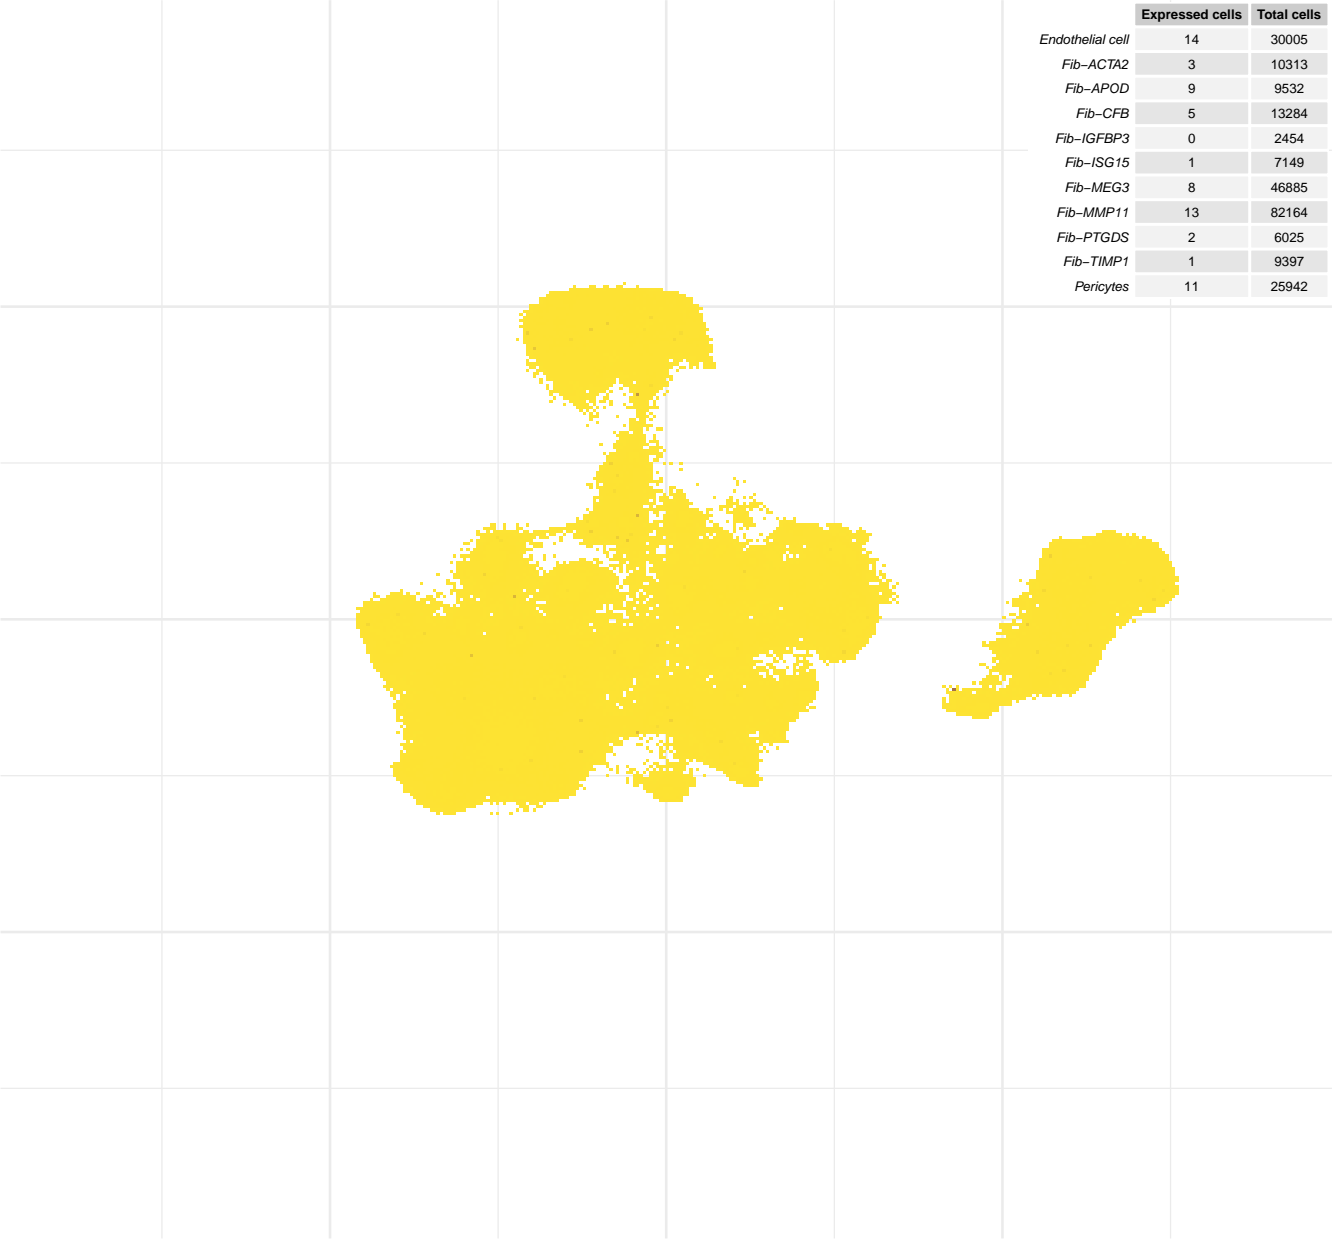 Expressed cells Total cells
Endothelial cell 14 30005
Fib−ACTA2 3 10313
Fib−APOD 9 9532
Fib−CFB 5 13284
Fib−IGFBP3 0 2454
Fib−ISG15 1 7149
Fib−MEG3 8 46885
Fib−MMP11 13 82164
Fib−PTGDS 2 6025
Fib−TIMP1 1 9397
Pericytes 11 25942